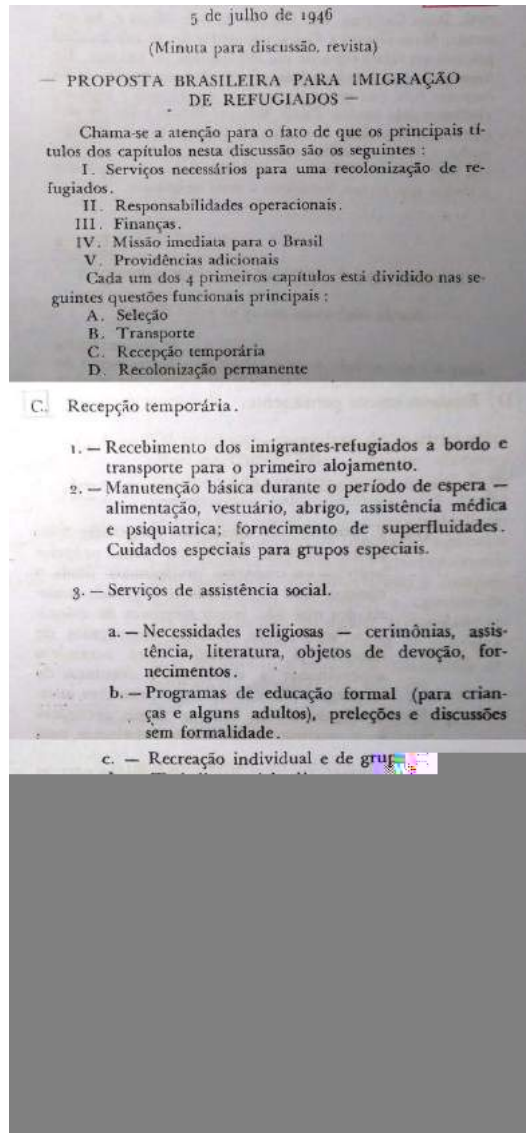 5 de julho de 1946
(Minuta para discussão, revista)
— PROPOSTA BRASILEIRA PARA IMIGRAÇÃO
DE REFUGIADOS —
Chama-se a atenção para o fato de que os principais tí-
tulos dos capítulos nesta discussão são os seguintes :
I. Serviços necessários para uma recolonização de re-
fugiados.
II. Responsabilidades operacionais.
III. Finanças.
IV. Missão imediata para o Brasil
V. Providências adicionais
Cada um dos 4 primeiros capítulos está dividido nas se-
guintes questões funcionais principais :
A. Seleção
B. Transporte
C. Recepção temporária
D. Recolonização permanente
C. Recepção temporária.
1. — Recebimento dos imigrantes-refugiados a bordo e
transporte para o primeiro alojamento.
2. — Manutenção básica durante o período de espera —
alimentação, vestuário, abrigo, assistência médica
e psiquiatrica; fornecimento de superfluidades.
Cuidados especiais para grupos especiais.
3. — Serviços de assistência social.
a. — Necessidades religiosas — cerimônias, assis-
tência, literatura, objetos de devoção, for-
necimentos.
b. — Programas de educação formal (para crian-
ças e alguns adultos), preleções e discussões
sem formalidade.
c. — Recreação individual e de